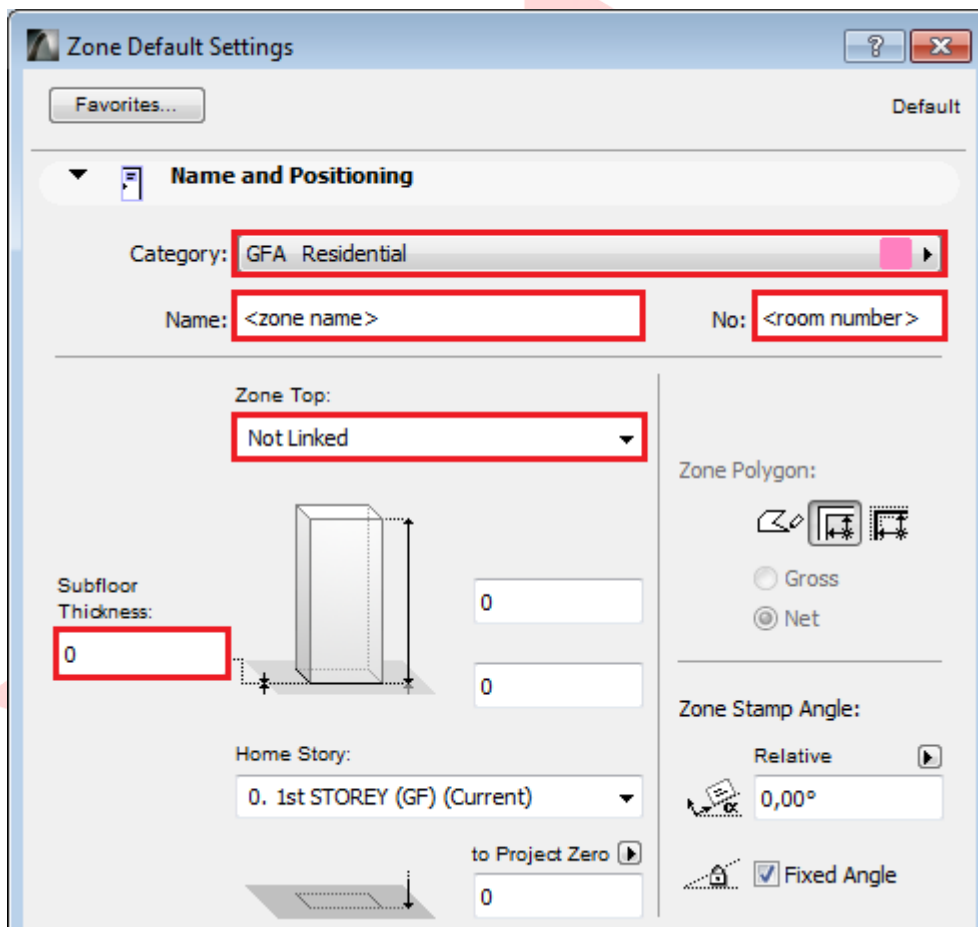 Zone Default Settings
?
Favorites...
Default
Name and Positioning
Category: GFA Residential
Name: <zone name>
No: <room number>
Zone Top:
Not Linked
Subfloor
Thickness:
0
0
0
Home Story:
0. 1st STOREY (GF) (Current)
to Project Zero
0
Zone Polygon:
Gross
Net
Zone Stamp Angle:
Relative
α
0,00°
Fixed Angle